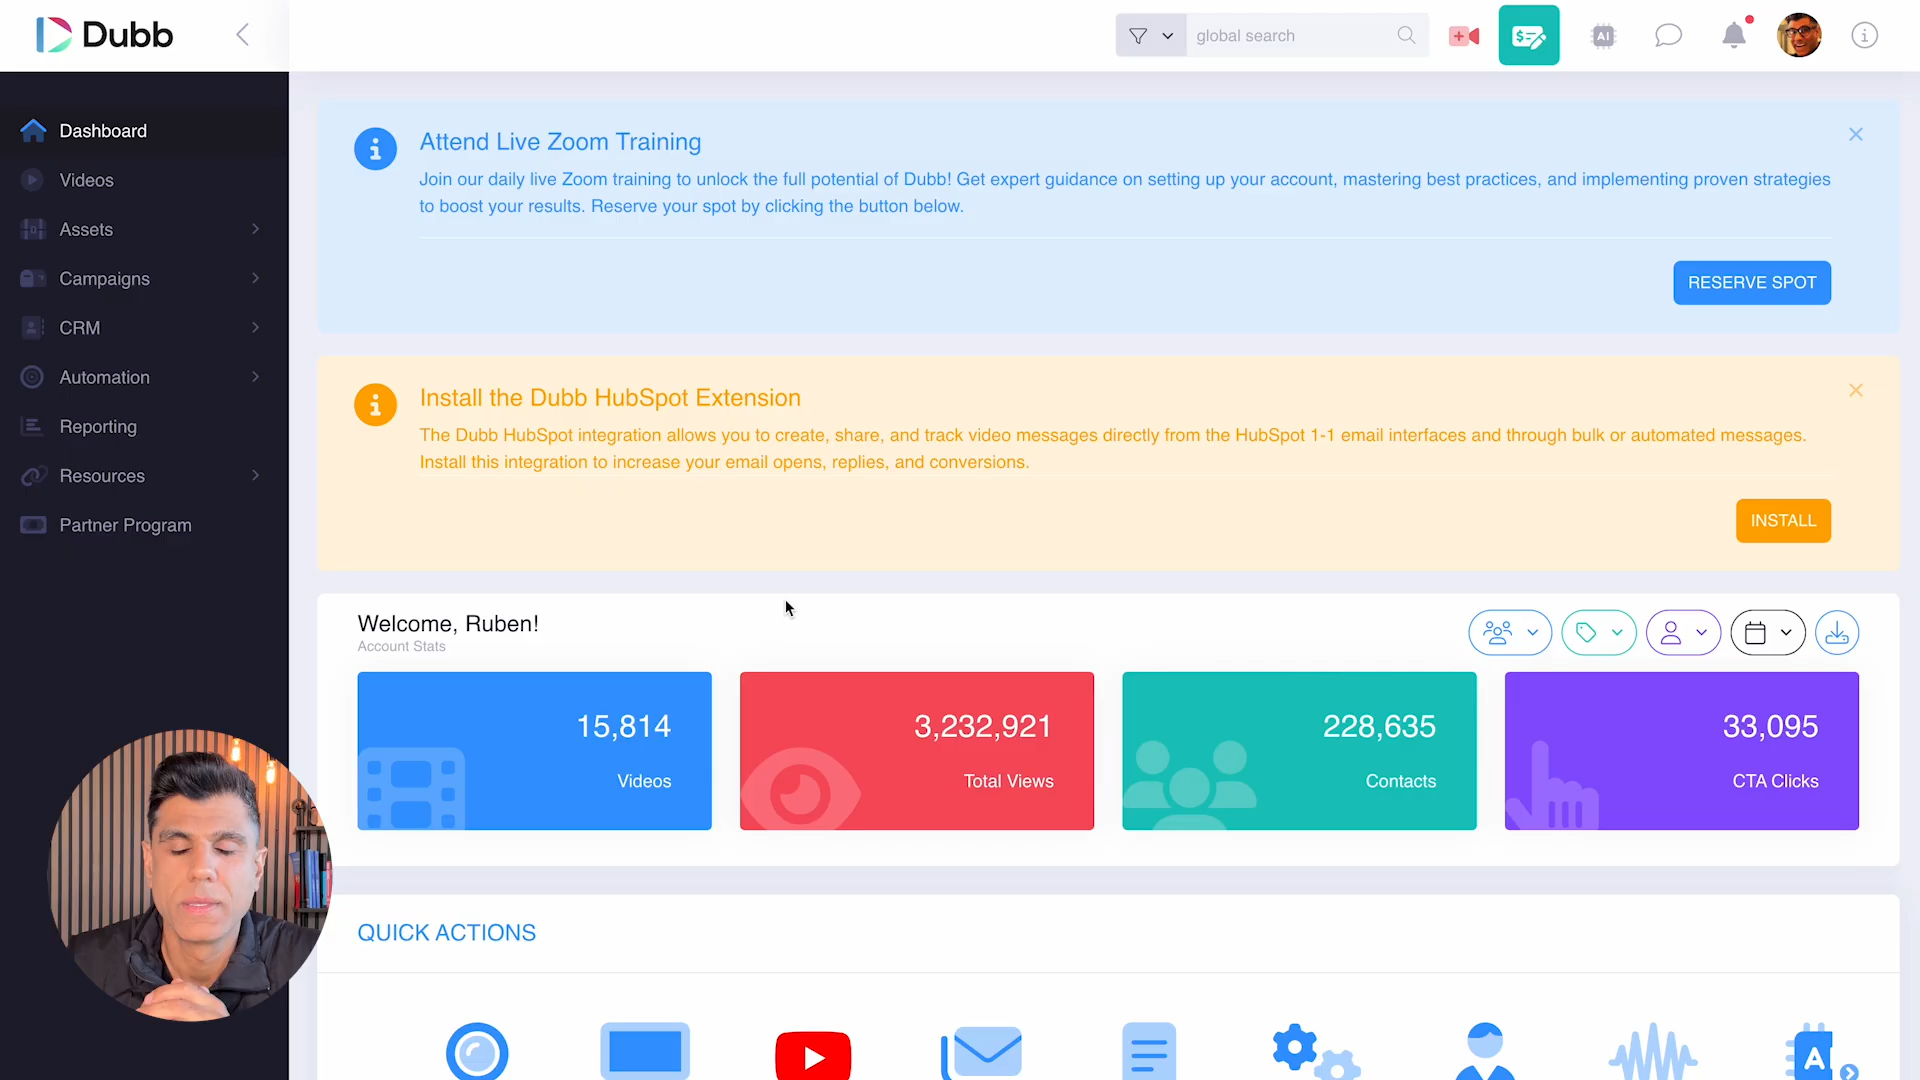 Dubb
global search
AI
Dashboard
Videos
Assets
Campaigns
CRM
Automation
Reporting
Resources
Partner Program
Attend Live Zoom Training
Join our daily live Zoom training to unlock the full potential of Dubb! Get expert guidance on setting up your account, mastering best practices, and implementing proven strategies
to boost your results. Reserve your spot by clicking the button below.
RESERVE SPOT
Install the Dubb HubSpot Extension
The Dubb HubSpot integration allows you to create, share, and track video messages directly from the HubSpot 1-1 email interfaces and through bulk or automated messages.
Install this integration to increase your email opens, replies, and conversions.
INSTALL
Welcome, Ruben!
Account Stats
15,814
Videos
3,232,921
Total Views
228,635
Contacts
33,095
CTA Clicks
QUICK ACTIONS
A